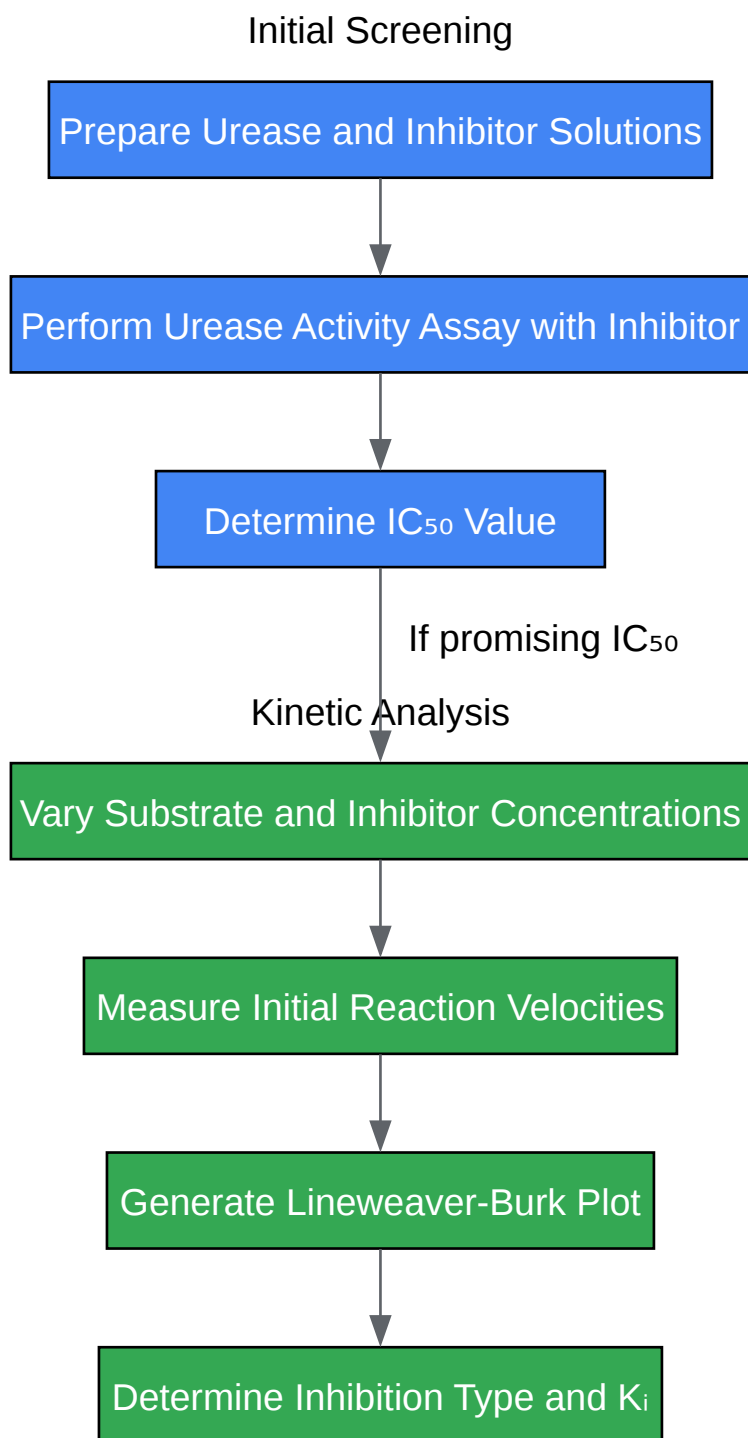 Initial Screening
Prepare Urease and Inhibitor Solutions
Perform Urease Activity Assay with Inhibitor
Determine IC₅₀ Value
If promising IC₅₀
Kinetic Analysis
Vary Substrate and Inhibitor Concentrations
Measure Initial Reaction Velocities
Generate Lineweaver-Burk Plot
Determine Inhibition Type and Kᵢ